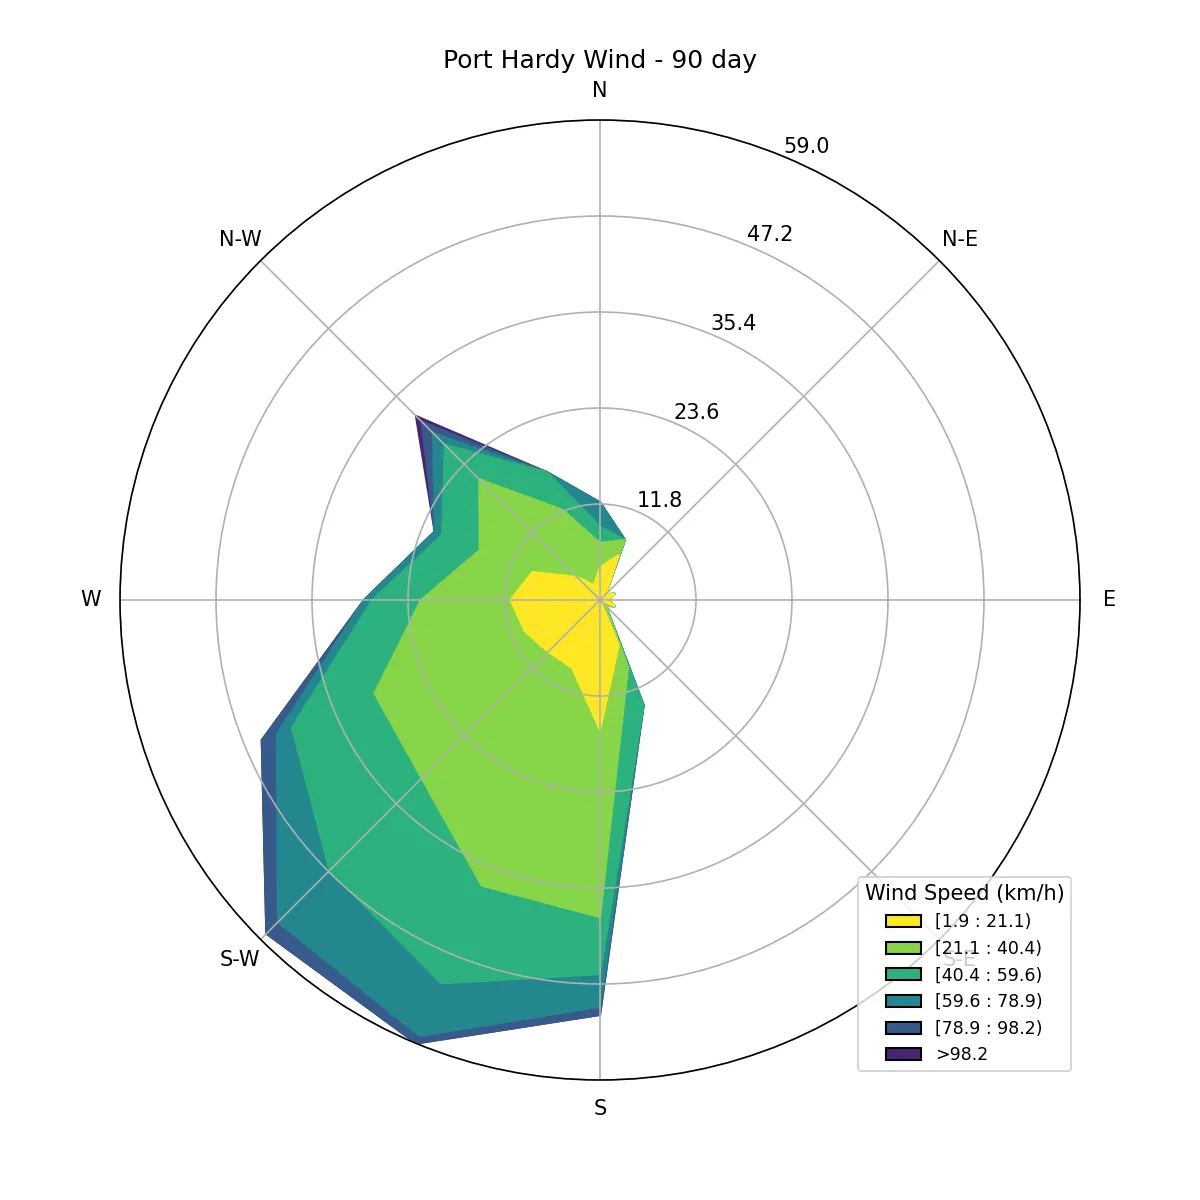 Port Hardy Wind - 90 day
N
59.0
N-W
47.2
N-E
35.4
23.6
11.8
W
E
S-W
S-E
S
Wind Speed (km/h)
[1.9 : 21.1)
[21.1 : 40.4)
[40.4 : 59.6)
[59.6 : 78.9)
[78.9 : 98.2)
>98.2